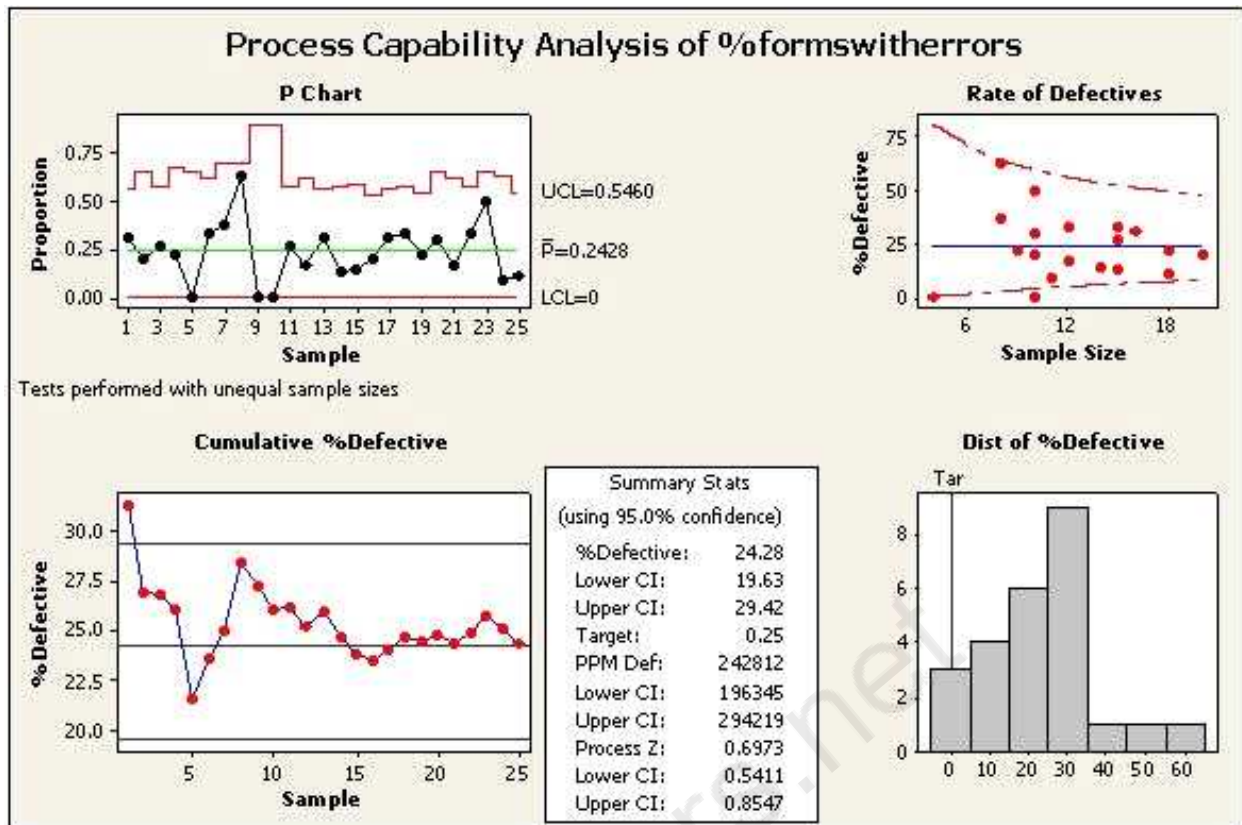 Process Capability Analysis of %formswitherrors
P Chart
Proportion
0.75
0.50
0.25
0.00
UCL=0.5460
P̄=0.2428
LCL=0
1 3 5 7 9 11 13 15 17 19 21 23 25
Sample
Tests performed with unequal sample sizes
Rate of Defectives
%Defective
75
50
25
0
6 12 18
Sample Size
Cumulative %Defective
%Defective
30.0
27.5
25.0
22.5
20.0
5 10 15 20 25
Sample
Summary Stats
(using 95.0% confidence)
%Defective: 24.28
Lower CI: 19.63
Upper CI: 29.42
Target: 0.25
PPM Def: 242812
Lower CI: 196345
Upper CI: 294219
Process Z: 0.6973
Lower CI: 0.5411
Upper CI: 0.8547
Dist of %Defective
Tar
8
6
4
2
0
0 10 20 30 40 50 60
rs.net